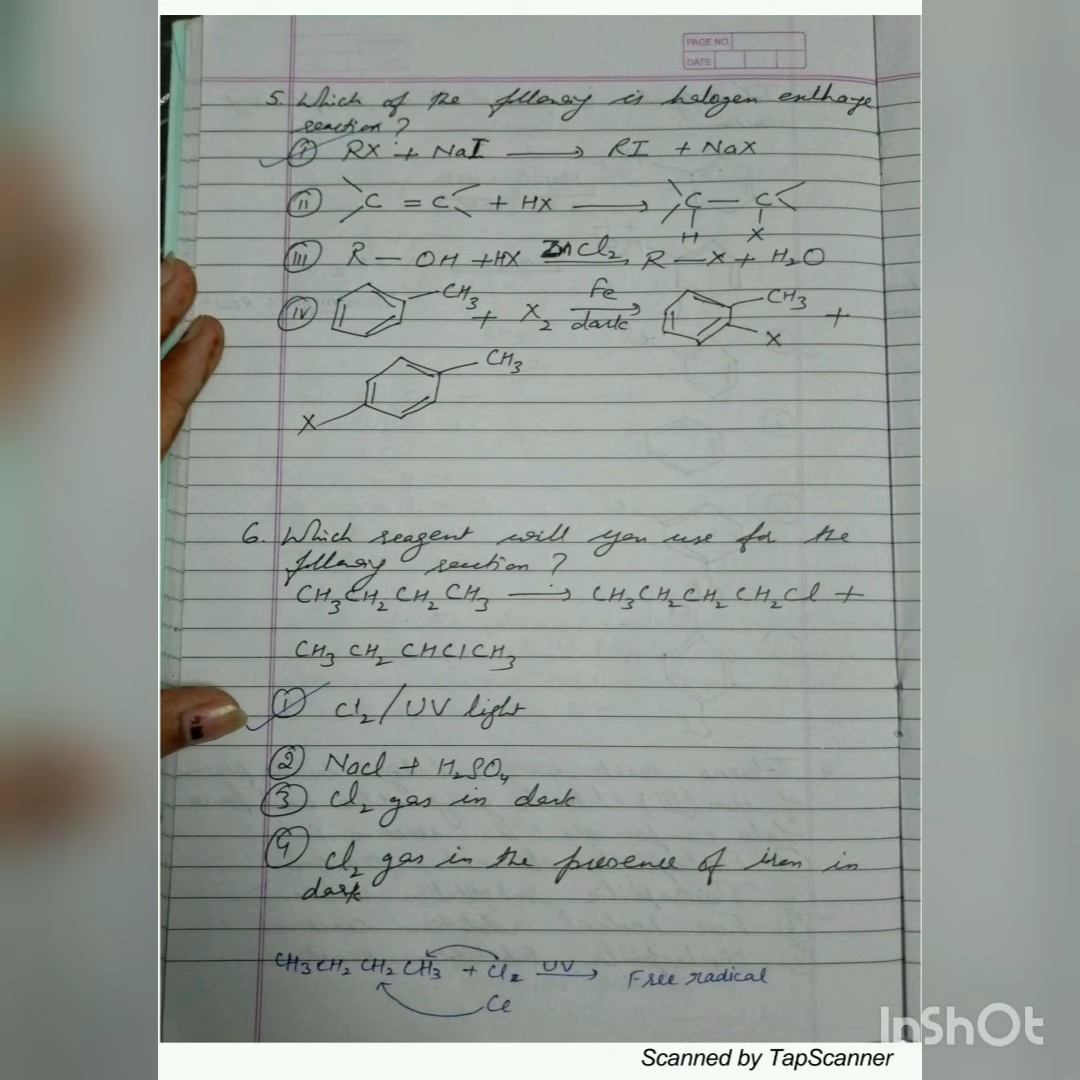 PAGE NO.
DATE
5. Which of the following is halogen exthage
reaction?
(i) RX + NaI ⟶ RI + NaX
(ii) >C = C< + HX ⟶ >C — C<
H X
(iii) R — OH + HX ZnCl₂ R — X + H₂O
(iv) CH₃ + X₂ Fe dark CH₃ X +
CH₃
X
6. Which reagent will you use for the
following reaction?
CH₃CH₂CH₂CH₃ ⟶ CH₃CH₂CH₂CH₂Cl +
CH₃CH₂CHClCH₃
(1) Cl₂ / UV light
(2) NaCl + H₂SO₄
(3) Cl₂ gas in dark
(4) Cl₂ gas in the presence of iron in
dark
CH₃CH₂CH₂CH₃ + Cl₂ UV ⟶ Free radical
Cl
InShOt
Scanned by TapScanner